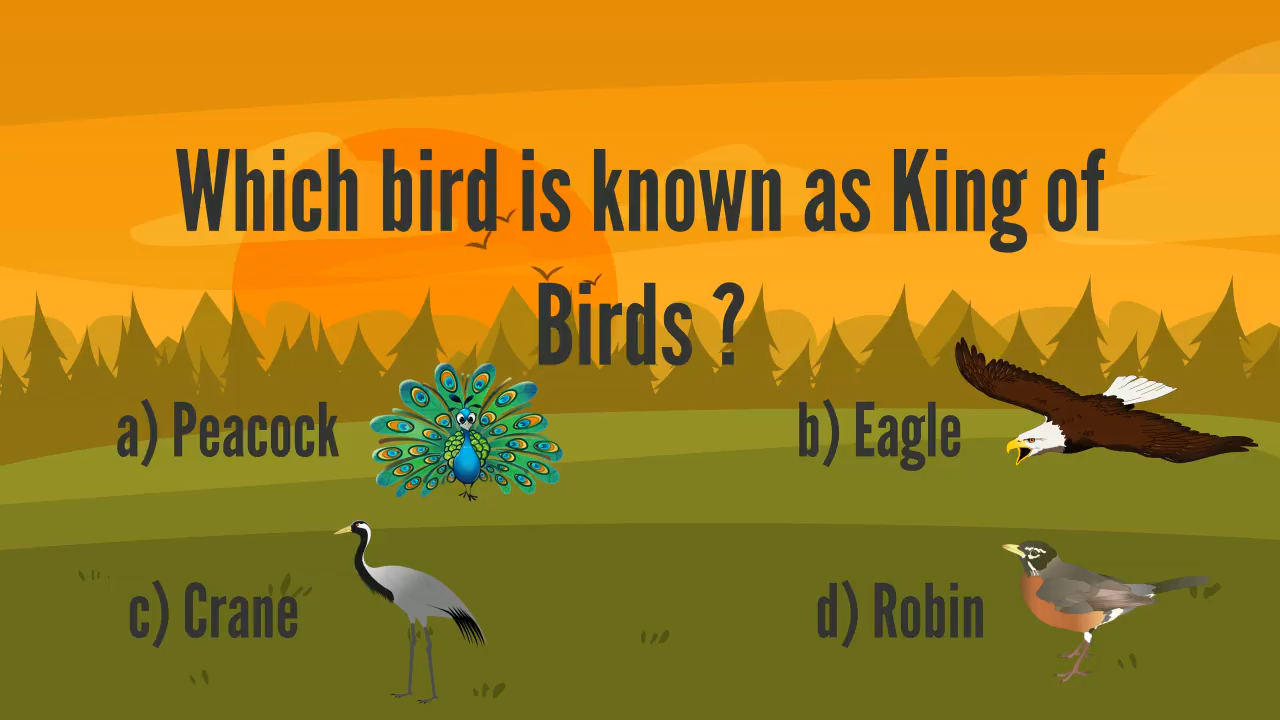 Which bird is known as King of
Birds ?
a) Peacock
b) Eagle
c) Crane
d) Robin